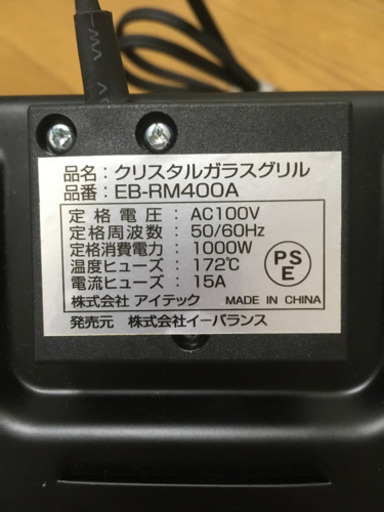 品名：クリスタルガラスグリル
品番：EB-RM400A
定格電圧：AC100V
定格周波数：50/60Hz
定格消費電力：1000W
温度ヒューズ：172℃
電流ヒューズ：15A
PS
E
株式会社 アイテック MADE IN CHINA
発売元 株式会社イーバランス